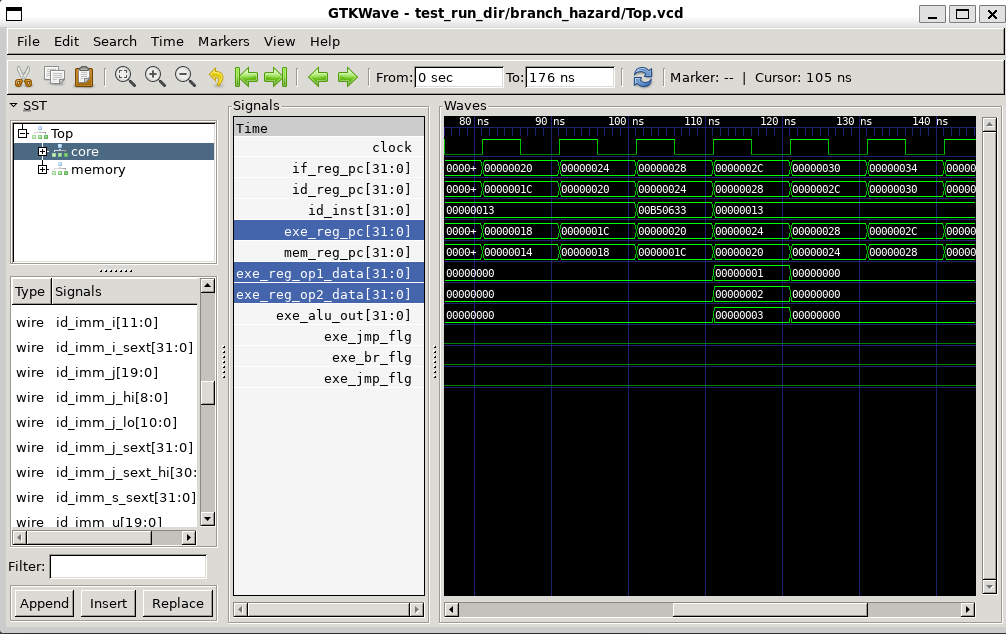 GTKWave - test_run_dir/branch_hazard/Top.vcd
File Edit Search Time Markers View Help
From: 0 sec To: 176 ns Marker: -- | Cursor: 105 ns
SST
Top
core
memory
Type Signals
wire id_imm_i[11:0]
wire id_imm_i_sext[31:0]
wire id_imm_j[19:0]
wire id_imm_j_hi[8:0]
wire id_imm_j_lo[10:0]
wire id_imm_j_sext[31:0]
wire id_imm_j_sext_hi[30:
wire id_imm_s_sext[31:0]
wire id_imm_u[19:0]
Filter:
Append Insert Replace
Signals
Time
clock
if_reg_pc[31:0]
id_reg_pc[31:0]
id_inst[31:0]
exe_reg_pc[31:0]
mem_reg_pc[31:0]
exe_reg_op1_data[31:0]
exe_reg_op2_data[31:0]
exe_alu_out[31:0]
exe_jmp_flg
exe_br_flg
exe_jmp_flg
Waves
80 ns 90 ns 100 ns 110 ns 120 ns 130 ns 140 ns
0000+ 00000020 00000024 00000028 0000002C 00000030 00000034 00000
0000+ 0000001C 00000020 00000024 00000028 0000002C 00000030 00000
00000013 00B50633 00000013
0000+ 00000018 0000001C 00000020 00000024 00000028 0000002C 00000
0000+ 00000014 00000018 0000001C 00000020 00000024 00000028 00000
00000000 00000001 00000000
00000000 00000002 00000000
00000000 00000003 00000000